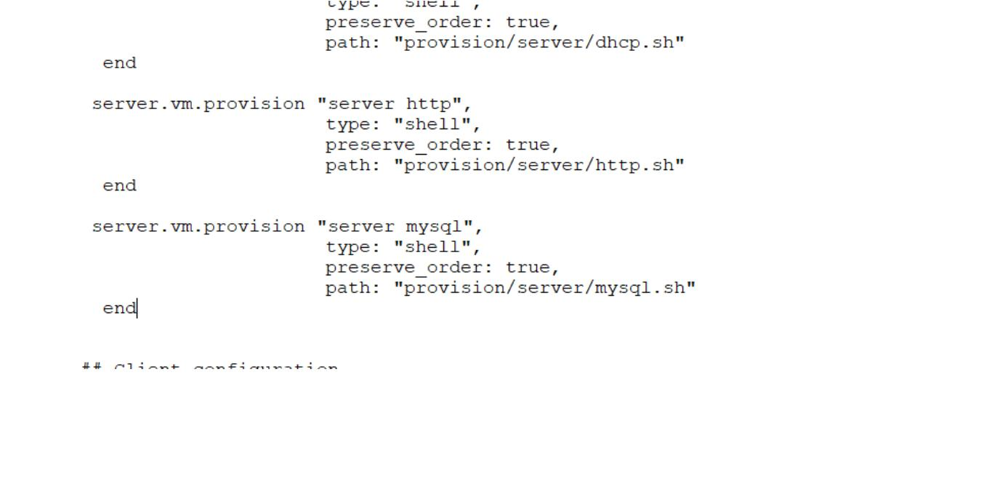 type: "shell",
preserve_order: true,
path: "provision/server/dhcp.sh"
end
server.vm.provision "server http",
type: "shell",
preserve_order: true,
path: "provision/server/http.sh"
end
server.vm.provision "server mysql",
type: "shell",
preserve_order: true,
path: "provision/server/mysql.sh"
end
## Client configuration